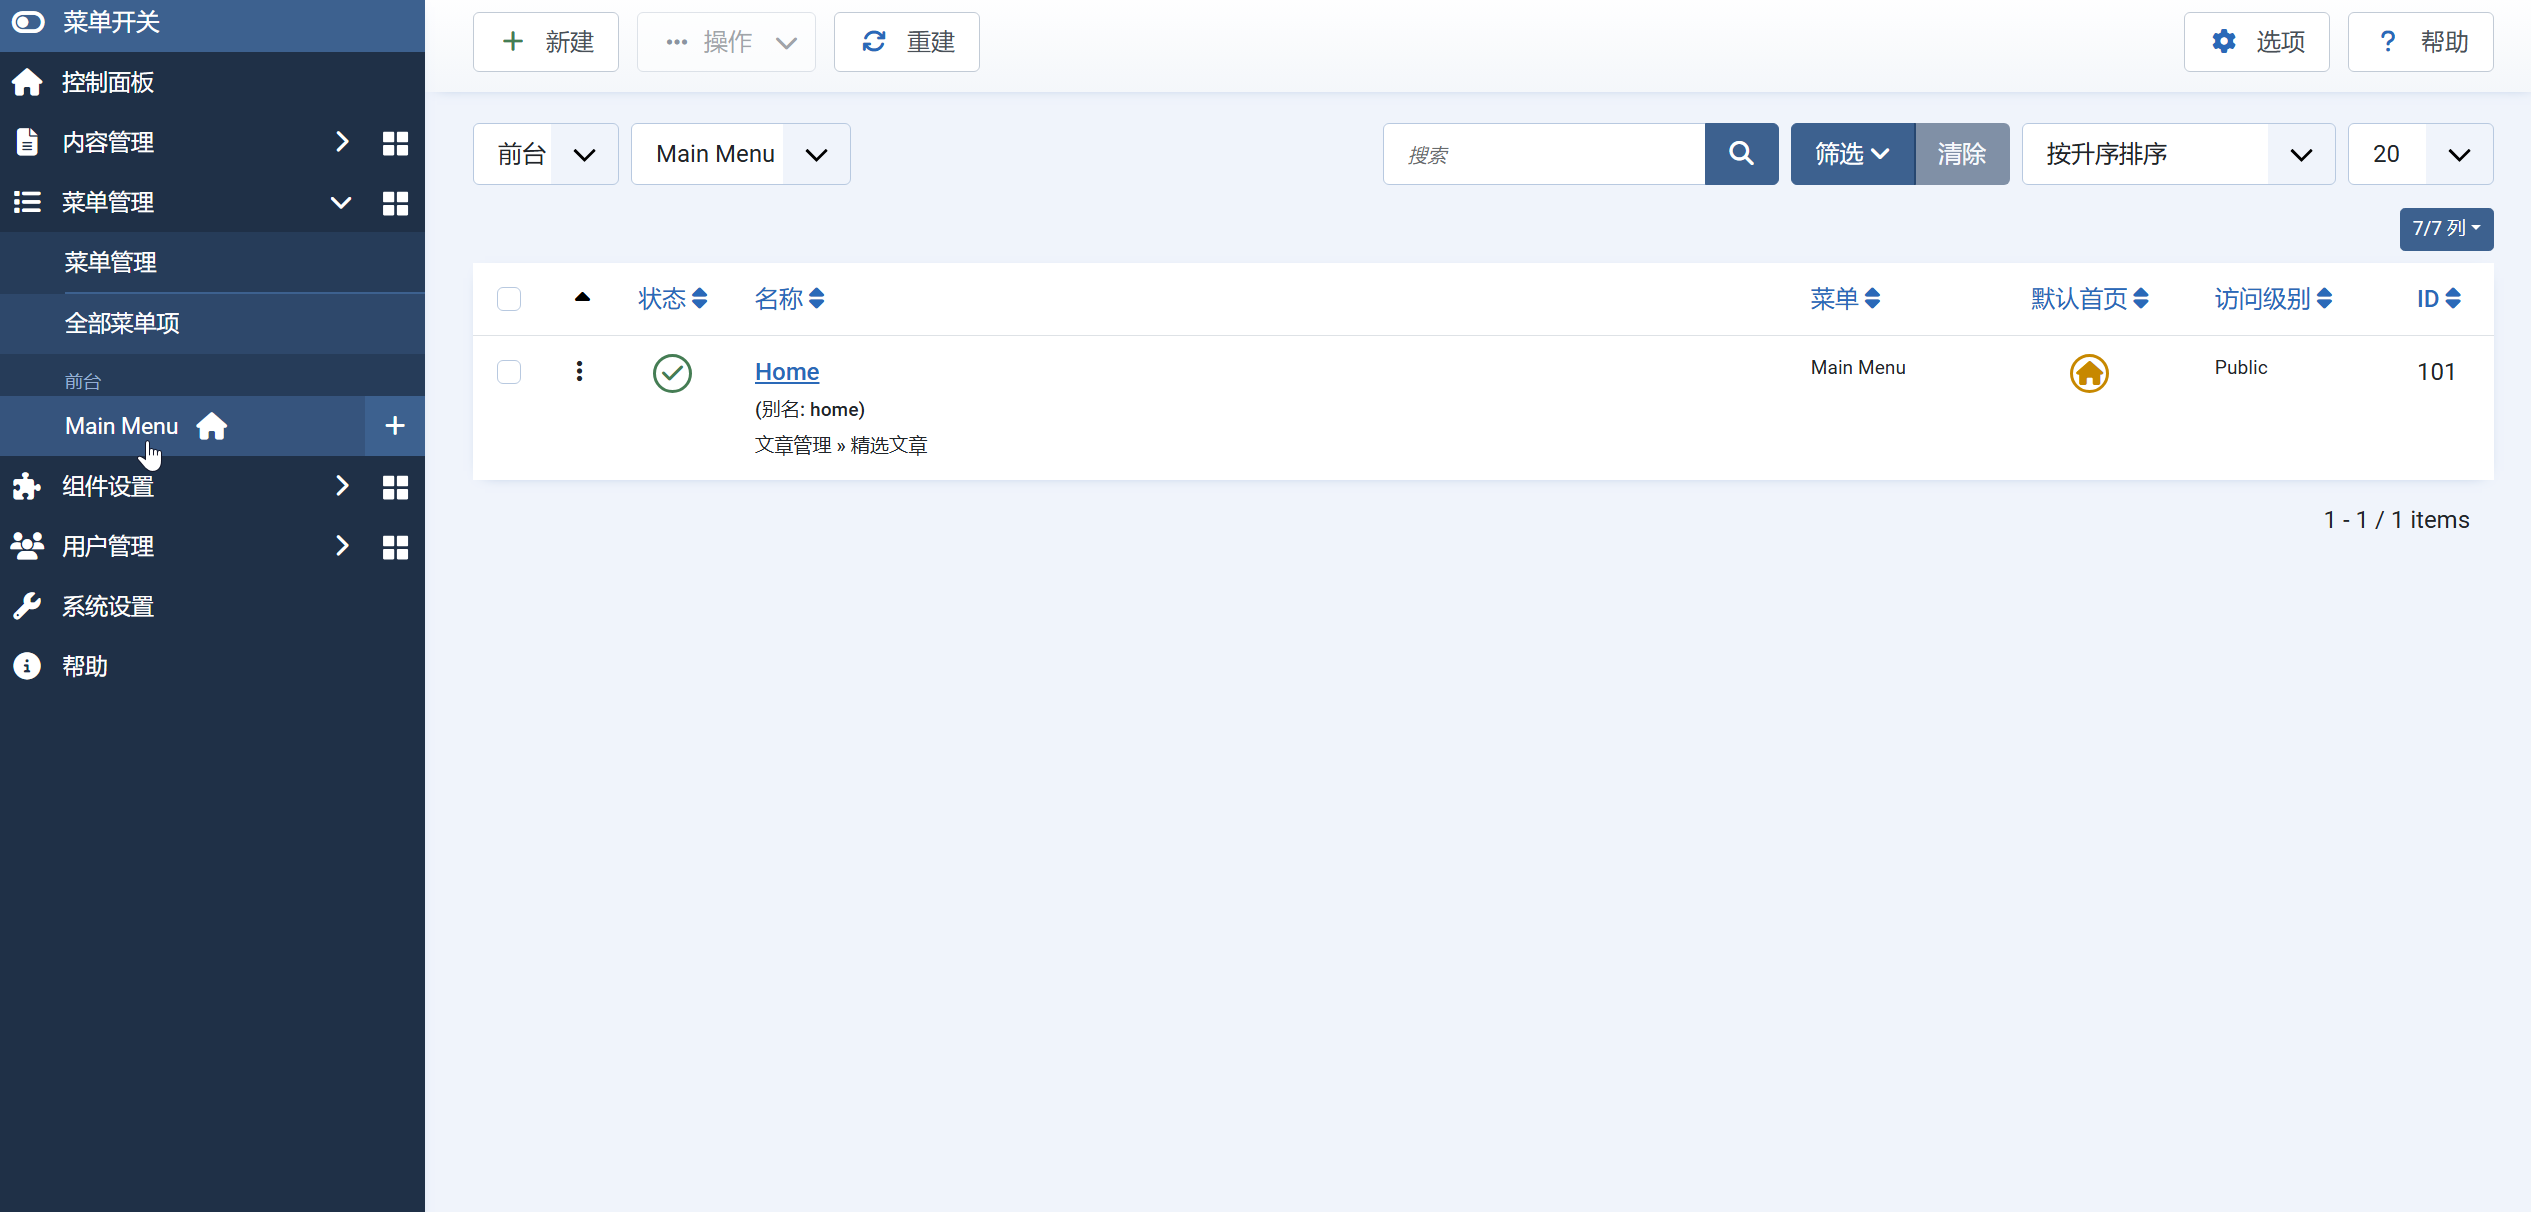 菜单开关
控制面板
内容管理
菜单管理
菜单管理
全部菜单项
前台
Main Menu
组件设置
用户管理
系统设置
帮助
新建 操作 重建 选项 ? 帮助
前台 Main Menu 搜索 筛选 清除 按升序排序 20
7/7 列
状态 名称 菜单 默认首页 访问级别 ID
Home Main Menu Public 101
(别名: home)
文章管理 » 精选文章
1 - 1 / 1 items